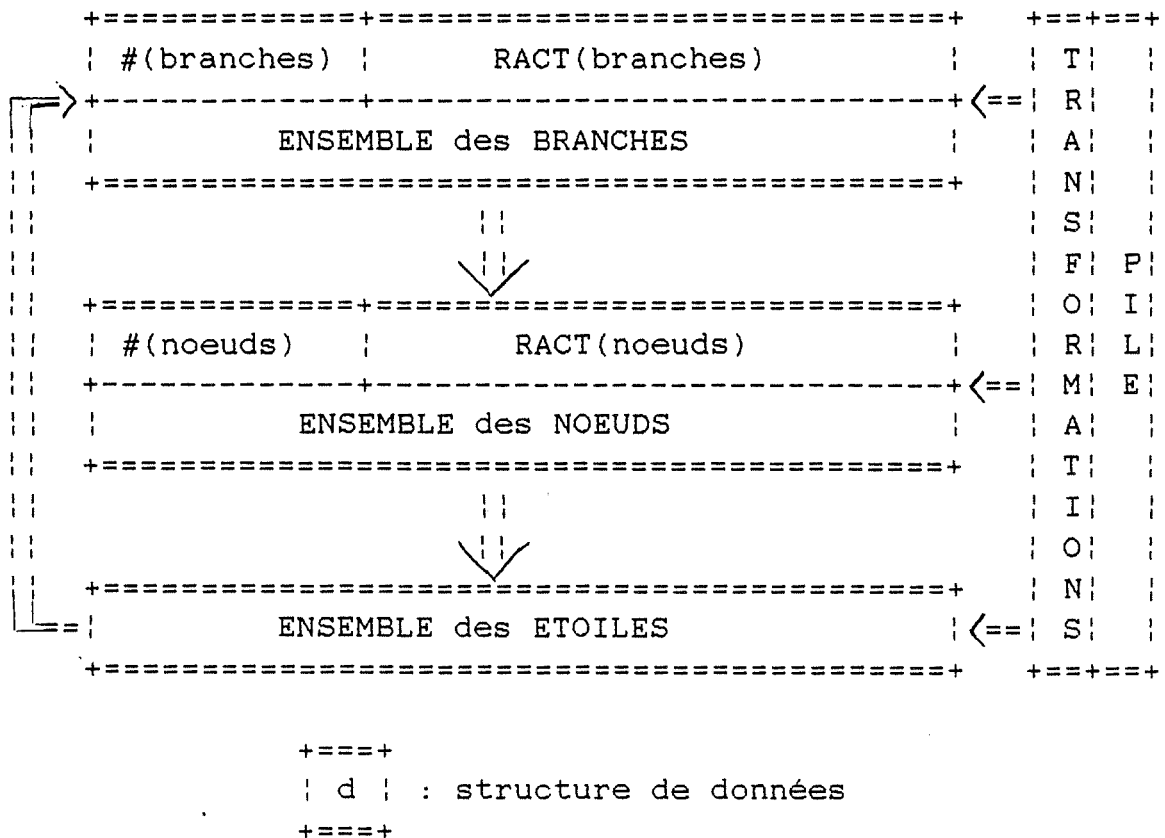 #(branches) RACT(branches)
ENSEMBLE des BRANCHES
#(noeuds) RACT(noeuds)
ENSEMBLE des NOEUDS
ENSEMBLE des ETOILES
TRANSFORMATIONS
PILE
d : structure de données